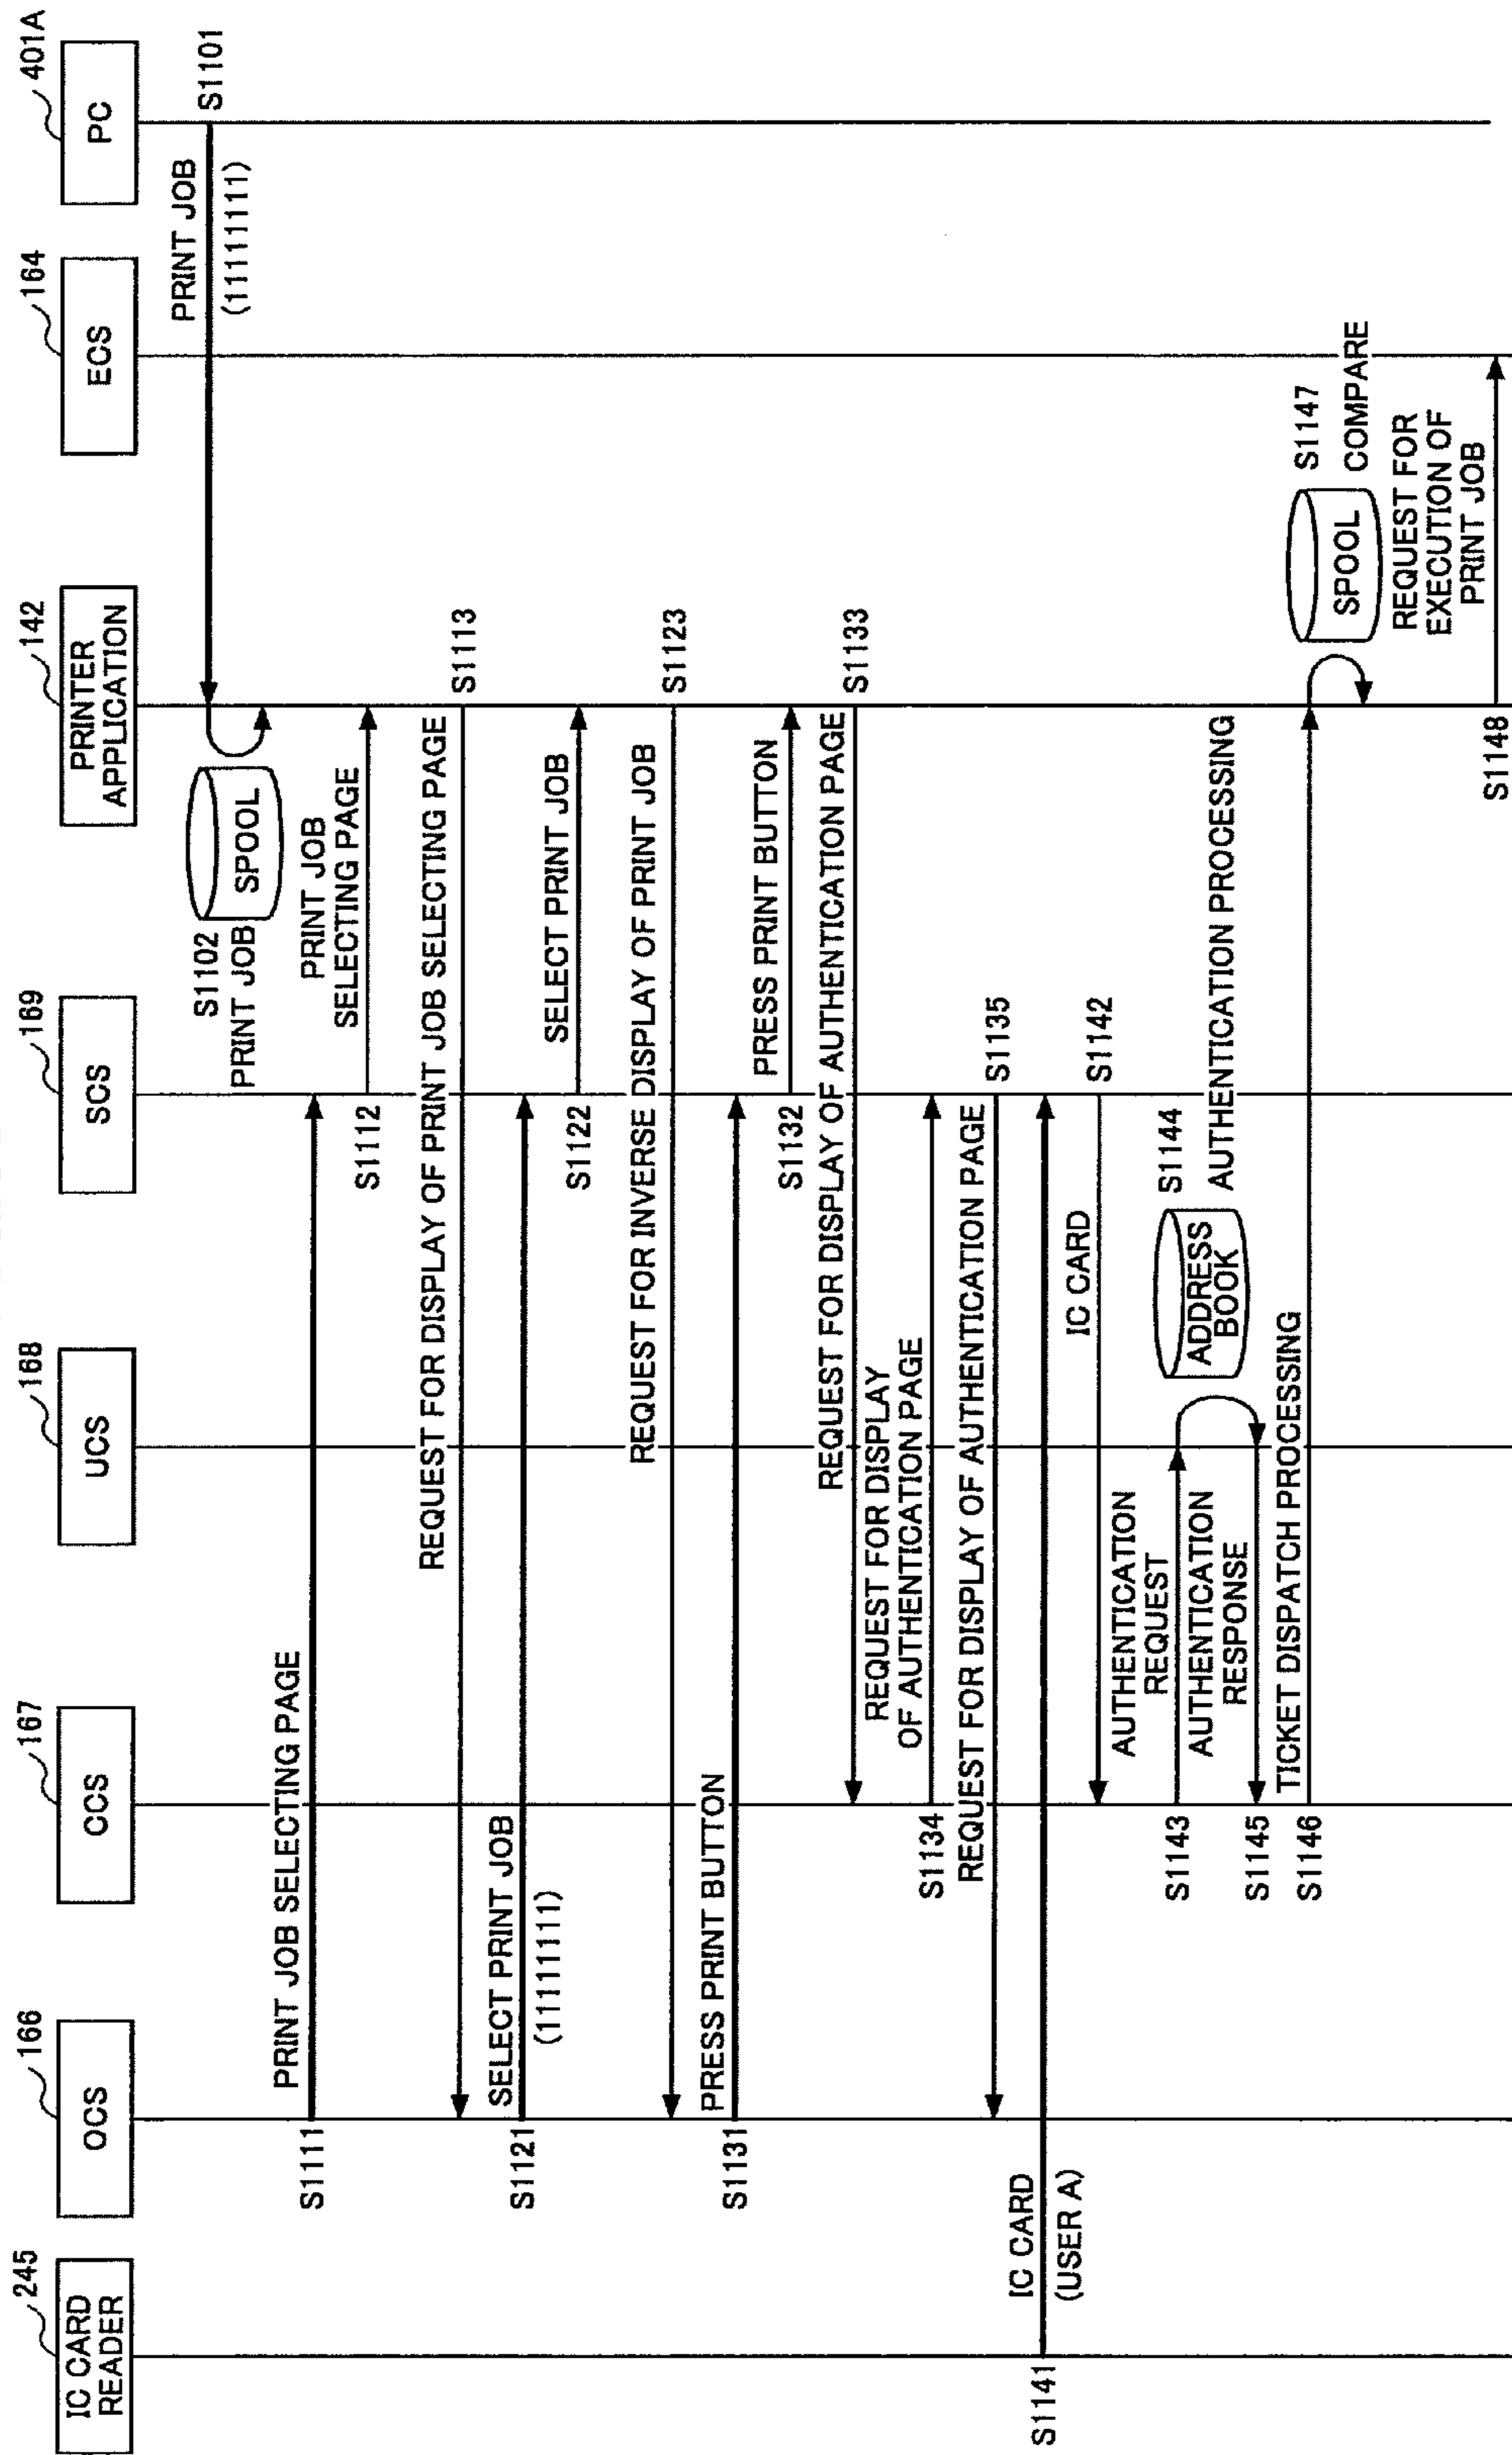 IC CARD
READER
245
OCS
166
CCS
167
UCS
168
SCS
169
PRINTER
APPLICATION
142
ECS
164
PC
401A
PRINT JOB
(11111111)
S1101
S1102
PRINT JOB
SPOOL
S1111
PRINT JOB SELECTING PAGE
PRINT JOB
SELECTING PAGE
S1112
REQUEST FOR DISPLAY OF PRINT JOB SELECTING PAGE
S1113
S1121
SELECT PRINT JOB
(11111111)
SELECT PRINT JOB
S1122
REQUEST FOR INVERSE DISPLAY OF PRINT JOB
S1123
S1131
PRESS PRINT BUTTON
PRESS PRINT BUTTON
S1132
REQUEST FOR DISPLAY OF AUTHENTICATION PAGE
S1133
REQUEST FOR DISPLAY
OF AUTHENTICATION PAGE
S1134
REQUEST FOR DISPLAY OF AUTHENTICATION PAGE
S1135
S1141
IC CARD
(USER A)
IC CARD
S1142
AUTHENTICATION
REQUEST
S1143
S1144
ADDRESS
BOOK
AUTHENTICATION
RESPONSE
S1145
TICKET DISPATCH PROCESSING
AUTHENTICATION PROCESSING
S1146
SPOOL
S1147
COMPARE
REQUEST FOR
EXECUTION OF
PRINT JOB
S1148